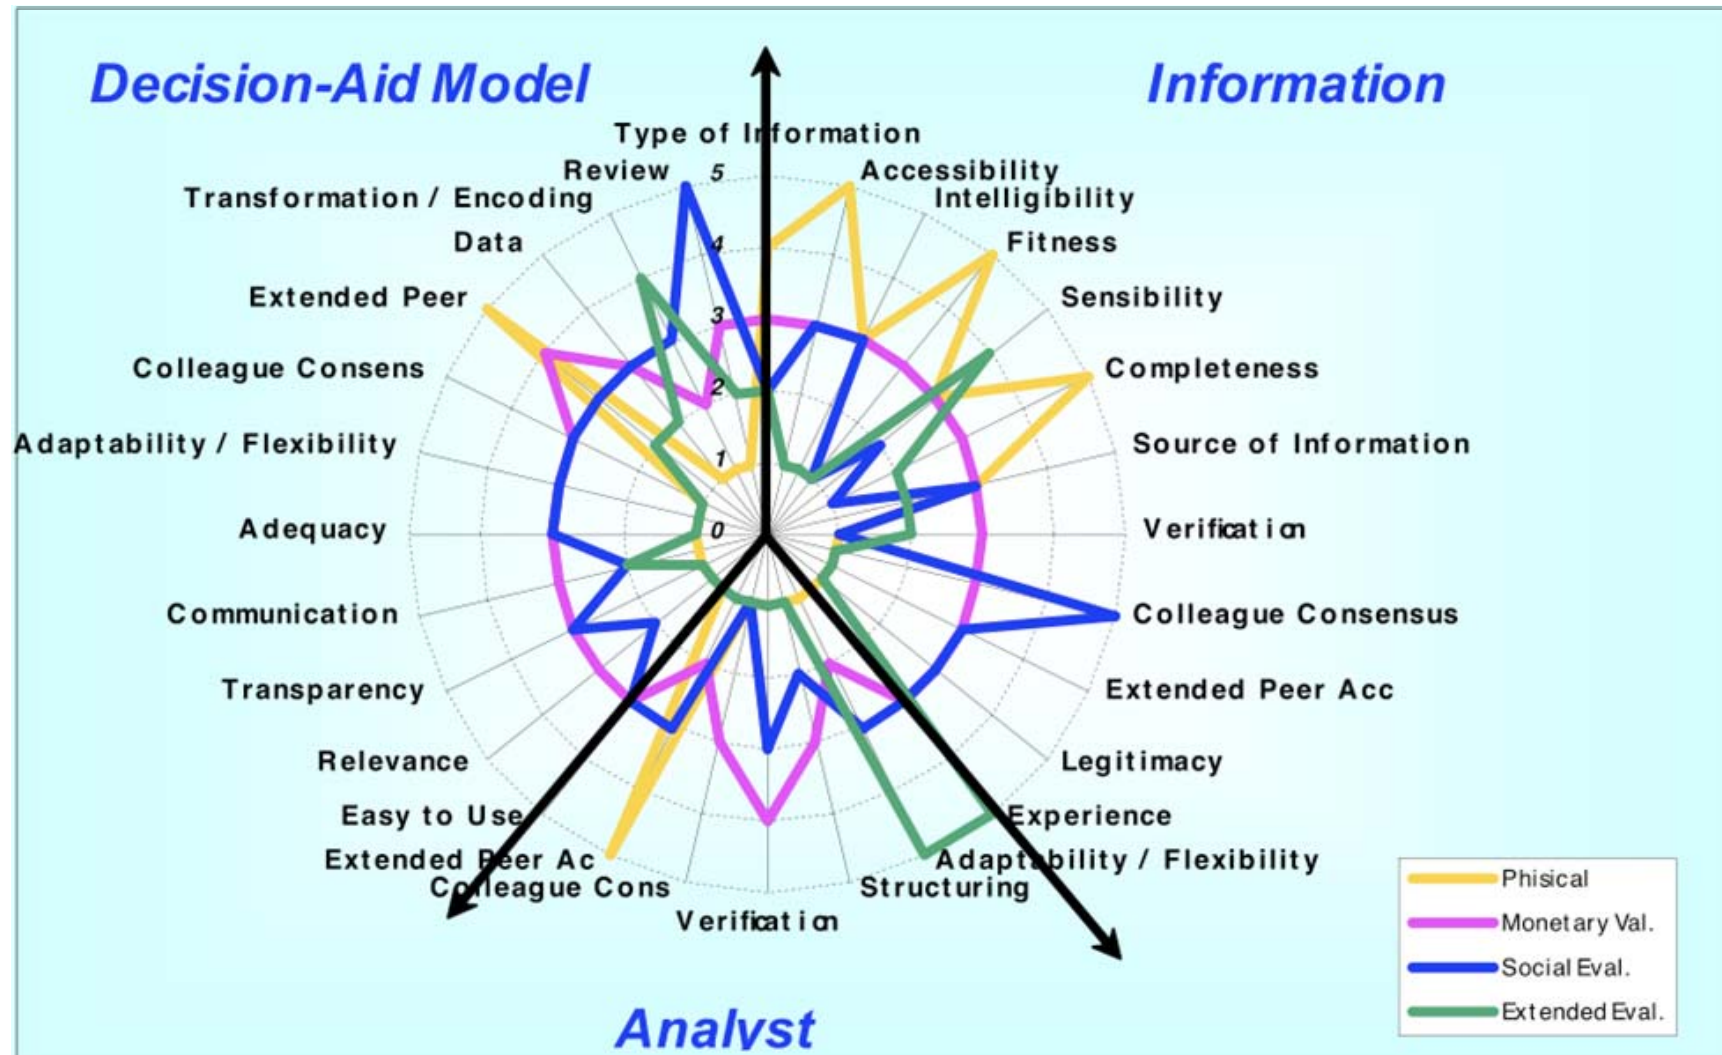 Decision-Aid Model
Information
Type of Information
Review
5
Accessibility
Transformation / Encoding
Intelligibility
Data
4
Fitness
Extended Peer
3
Sensibility
Colleague Consens
2
Completeness
Adaptability / Flexibility
1
Source of Information
Adequacy
0
Verification
Communication
Colleague Consensus
Transparency
Extended Peer Acc
Relevance
Legitimacy
Easy to Use
Experience
Extended Peer Ac
Adaptability / Flexibility
Colleague Cons
Structuring
Verification
Phisical
Monetary Val.
Social Eval.
Extended Eval.
Analyst